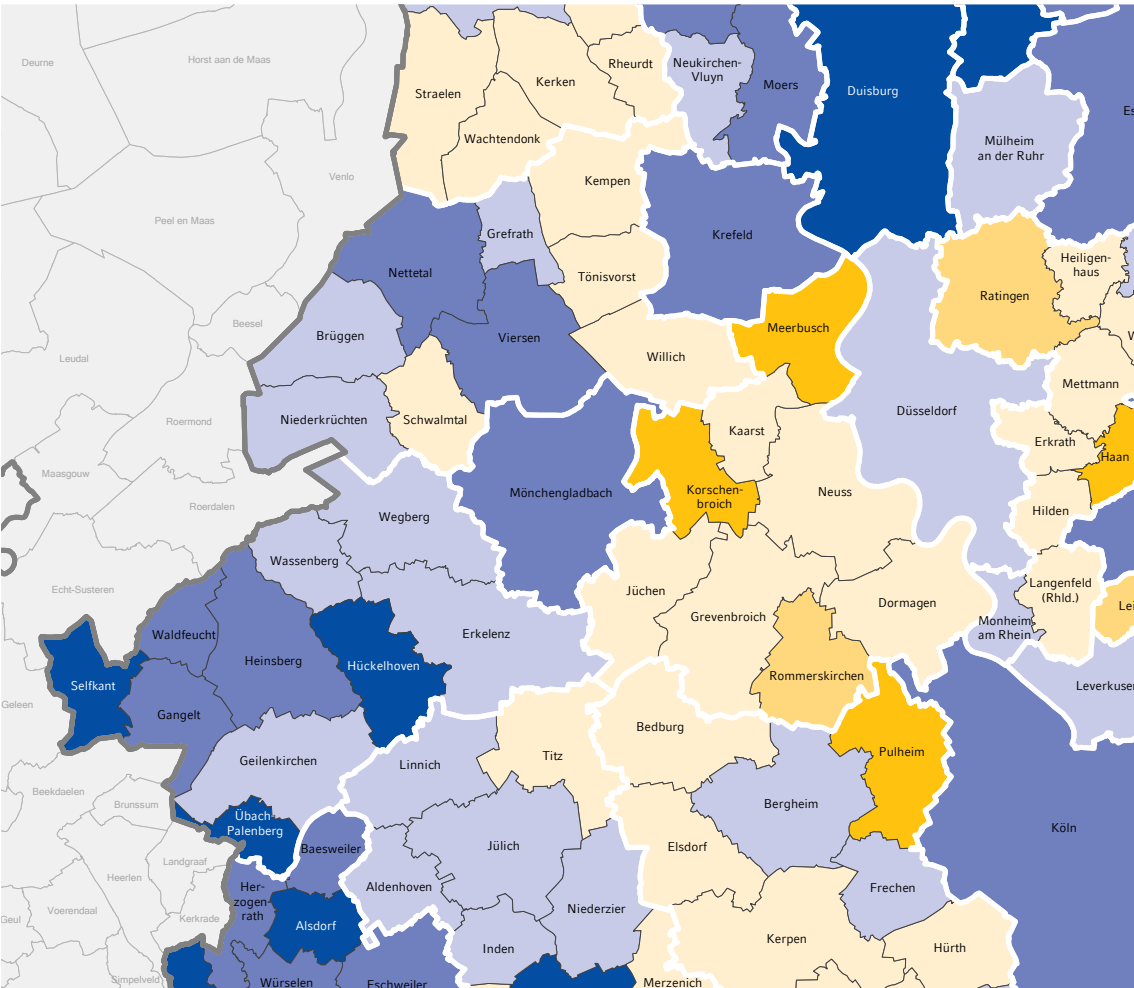 Deurne
Horst aan de Maas
Straelen
Kerken
Rheurdt
Neukirchen-
Vluyn
Moers
Duisburg
Es
Wachtendonk
Mülheim
an der Ruhr
Venlo
Kempen
Peel en Maas
Grefrath
Krefeld
Nettetal
Tönisvorst
Heiligen-
haus
Ratingen
Beesel
Brüggen
Viersen
Meerbusch
W
Leudal
Willich
Mettmann
Roermond
Niederkrüchten
Schwalmtal
Kaarst
Düsseldorf
Erkrath
Haan
Maasgouw
Mönchengladbach
Korschen-
broich
Neuss
Roerdalen
Wegberg
Hilden
Wassenberg
Echt-Susteren
Jüchen
Langenfeld
(Rhld.)
Dormagen
Lei
Grevenbroich
Monheim
am Rhein
Waldfeucht
Erkelenz
Heinsberg
Hückelhoven
Rommerskirchen
Selfkant
Leverkusen
Geleen
Gangelt
Bedburg
Pulheim
Geilenkirchen
Linnich
Titz
Beekdaelen
Brunssum
Bergheim
Übach-
Palenberg
Köln
Baesweiler
Jülich
Elsdorf
Landgraaf
Heerlen
Aldenhoven
Frechen
Her-
zogen-
rath
Voerendaal
Geul
Kerkrade
Alsdorf
Niederzier
Kerpen
Hürth
Inden
Simpelveld
Würselen
Eschweiler
Merzenich